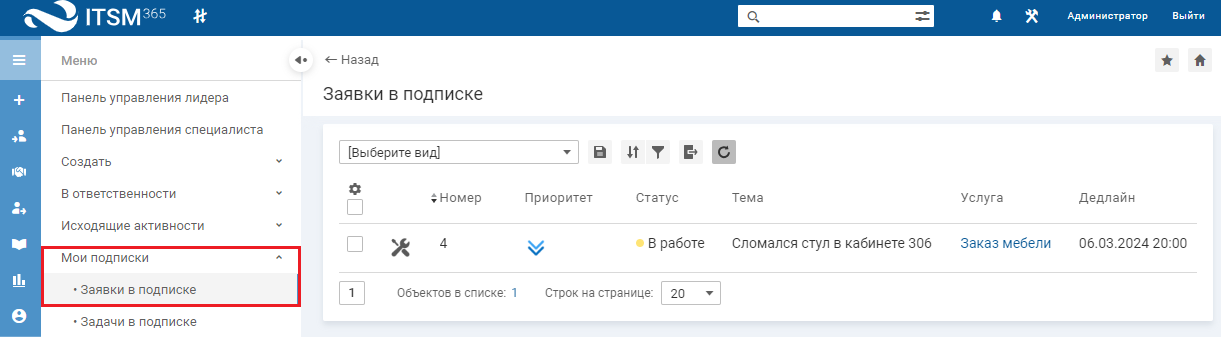 ITSM 365
Администратор
Выйти
Меню
Панель управления лидера
Панель управления специалиста
Создать
В ответственности
Исходящие активности
Мои подписки
• Заявки в подписке
• Задачи в подписке
← Назад
Заявки в подписке
[Выберите вид]
Номер Приоритет Статус Тема Услуга Дедлайн
4 В работе Сломался стул в кабинете 306 Заказ мебели 06.03.2024 20:00
1 Объектов в списке: 1 Строк на странице: 20